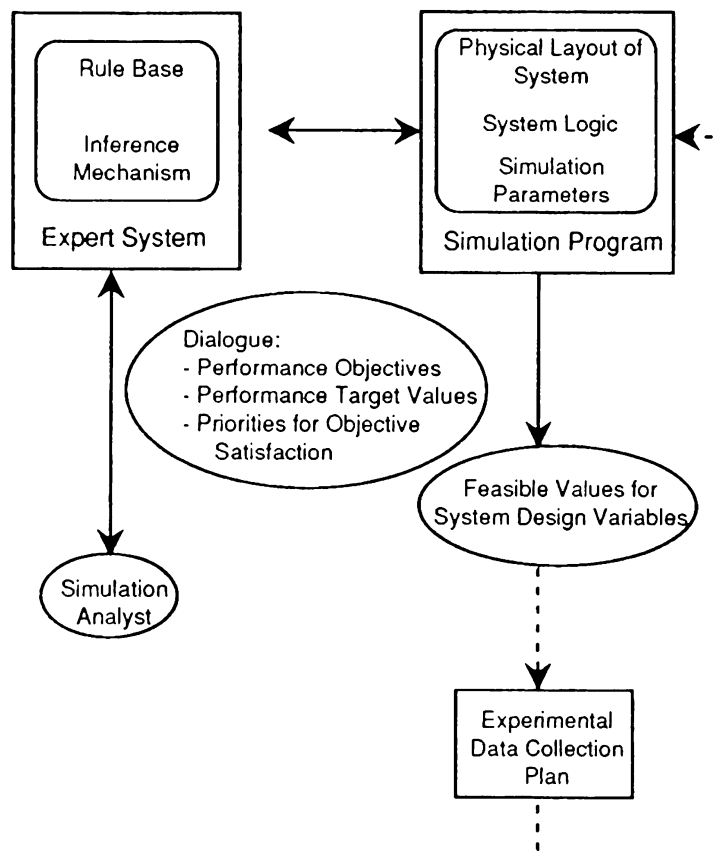 Rule Base
Inference
Mechanism
Expert System
Physical Layout of
System
System Logic
Simulation
Parameters
Simulation Program
Dialogue:
- Performance Objectives
- Performance Target Values
- Priorities for Objective
Satisfaction
Feasible Values for
System Design Variables
Simulation
Analyst
Experimental
Data Collection
Plan